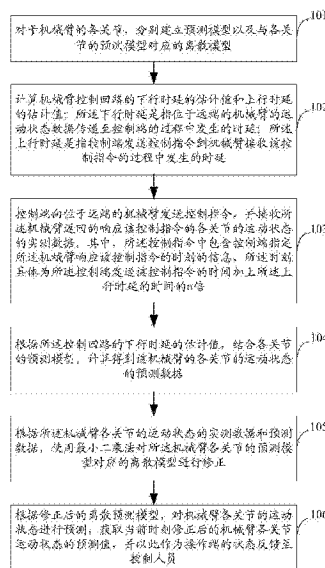 101
对于机械臂的各关节，分别建立预测模型以及与各关
节的预测模型对应的离散模型
102
计算机械臂控制回路的下行时延的估计值和上行时延
的估计值；所述下行时延是指位于远端的机械臂的运
动状态数据传递至控制端的过程中发生的时延；所述
上行时延是指控制端发送控制指令到机械臂接收该控
制指令的过程中发生的时延
103
控制端向位于远端的机械臂发送控制指令，并接收所
述机械臂返回的响应该控制指令的各关节的运动状态
的实测数据。其中，所述控制指令中包含控制端指定
所述机械臂响应该控制指令的时刻的信息、所述时刻
具体为所述控制端发送该控制指令的时间加上所述上
行时延的时间的n倍
104
根据所述控制回路的下行时延的估计值，结合各关节
的预测模型，计算得到该机械臂的各关节的运动状态
的预测数据
105
根据所述机械臂各关节的运动状态的实测数据和预测
数据，使用最小二乘法对所述机械臂各关节的预测模
型对应的离散模型进行修正
106
根据修正后的离散预测模型，对机械臂各关节的运动
状态进行预测，获取当前时刻修正后的机械臂各关节
运动状态的预测值，并以此作为操作端的状态反馈至
控制人员